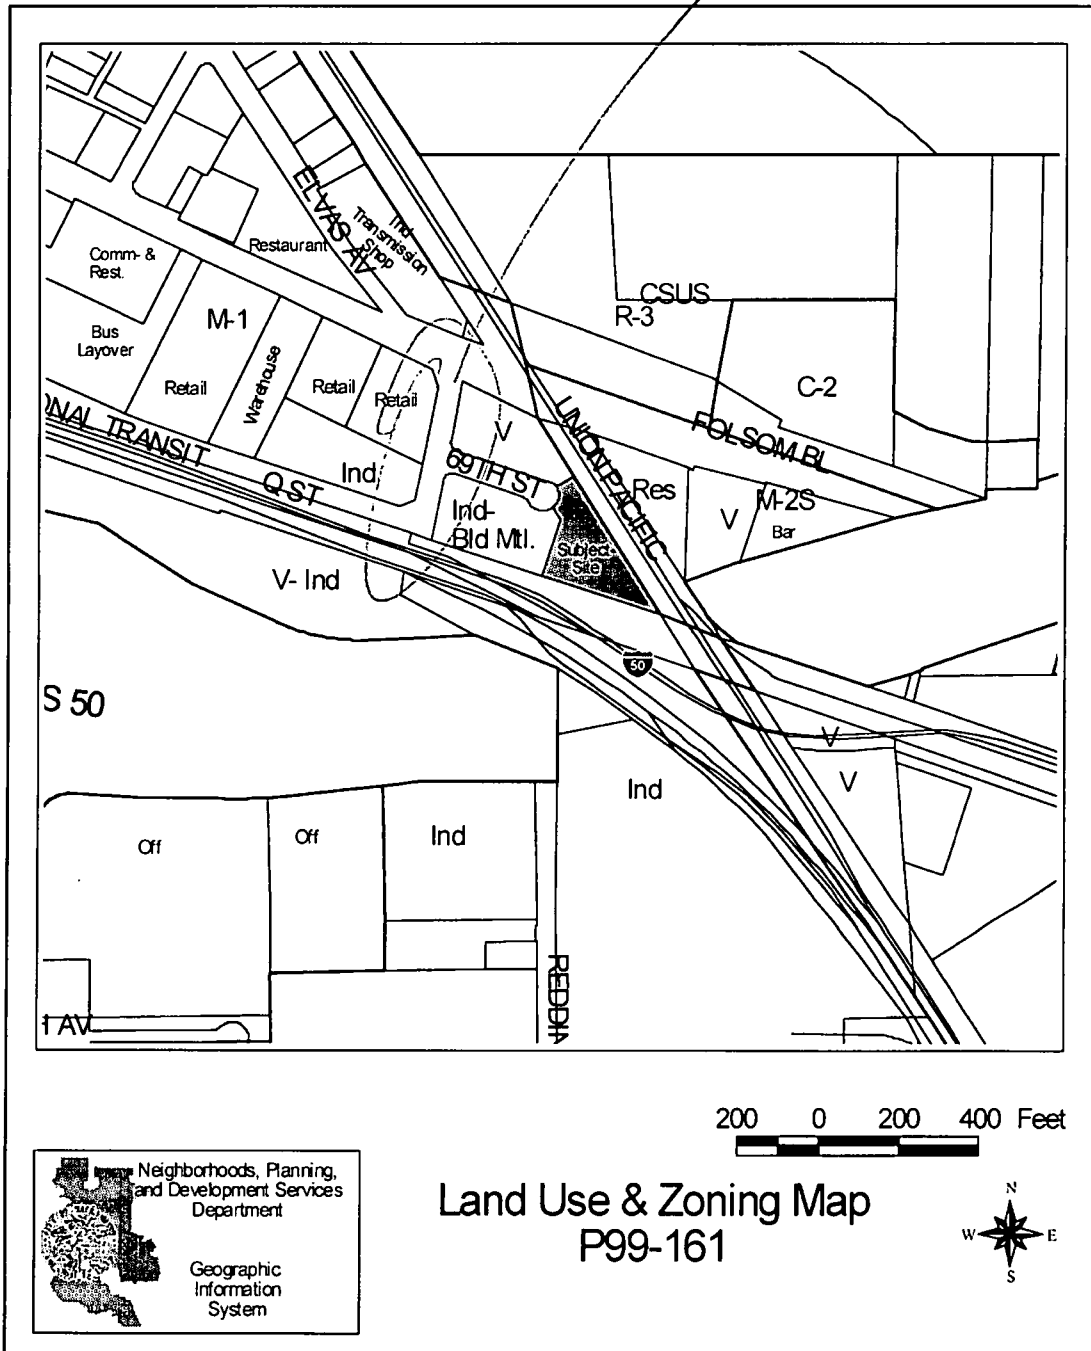 ELVAS AV
Ind
Transmission
Shop
Restaurant
Comm- &
Rest.
CSUS
R-3
M-1
Bus
Layover
Warehouse
Retail
Retail
Retail
C-2
UNION PACIFIC
FOLSOM BL
ONAL TRANSIT
V
69TH ST
Ind
Q ST
Res
M-2S
V
Bar
Ind-
Bld Mtl.
Subject
Site
V- Ind
50
S 50
V
V
Ind
Off
Off
Ind
REDDIA
H AV
200 0 200 400 Feet
Neighborhoods, Planning,
and Development Services
Department
Geographic
Information
System
Land Use & Zoning Map
P99-161
N
W E
S